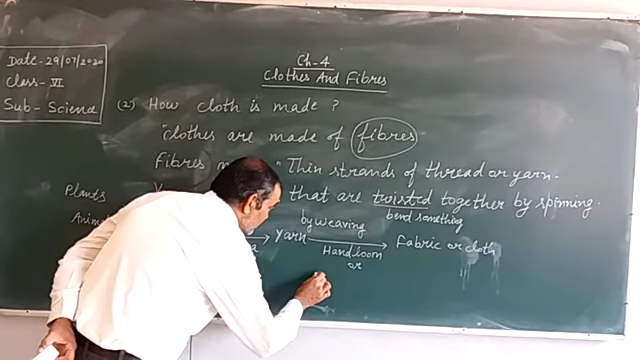 Date-29/07/2020
Class-VI
Sub-Science
Ch-4
Clothes And Fibres
(2) How cloth is made ?
"clothes are made of fibres
Fibres
"Thin strands of thread or yarn-
that are twisted together by spinning.
bend something
Plants
yarn by weaving Fabric or cloth
Handloom
or